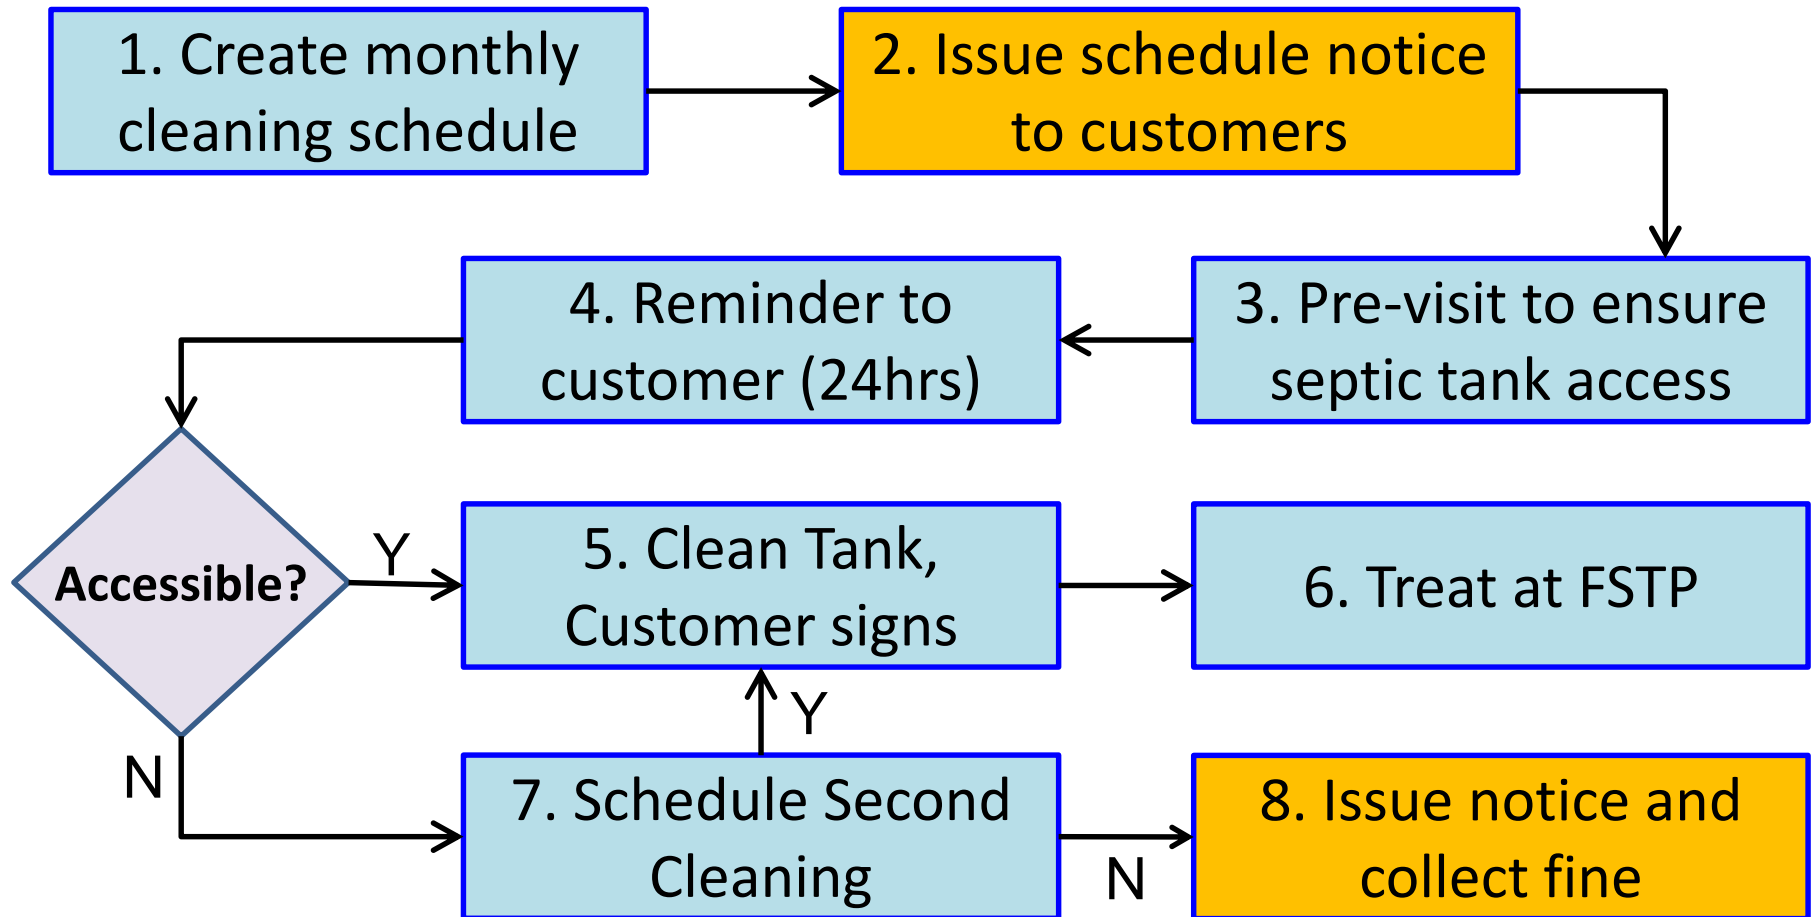 1. Create monthly
cleaning schedule
2. Issue schedule notice
to customers
3. Pre-visit to ensure
septic tank access
4. Reminder to
customer (24hrs)
Accessible?
Y
5. Clean Tank,
Customer signs
6. Treat at FSTP
Y
N
7. Schedule Second
Cleaning
N
8. Issue notice and
collect fine